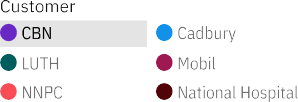 Customer
CBN
Cadbury
LUTH
Mobil
NNPC
National Hospital